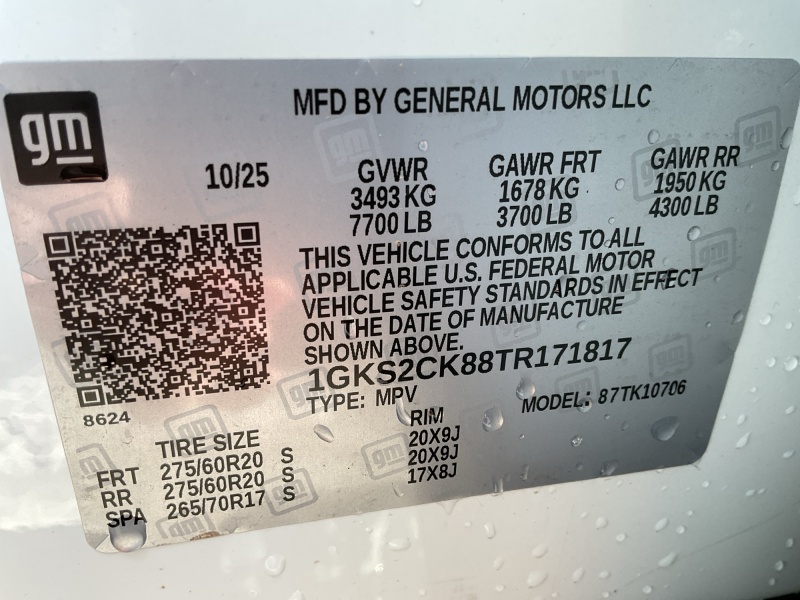 gm
MFD BY GENERAL MOTORS LLC
10/25 GVWR GAWR FRT GAWR RR
3493 KG 1678 KG 1950 KG
7700 LB 3700 LB 4300 LB
THIS VEHICLE CONFORMS TO ALL
APPLICABLE U.S. FEDERAL MOTOR
VEHICLE SAFETY STANDARDS IN EFFECT
ON THE DATE OF MANUFACTURE
SHOWN ABOVE.
1GKS2CK88TR171817
TYPE: MPV MODEL: 87TK10706
8624
TIRE SIZE RIM
FRT 275/60R20 S 20X9J
RR 275/60R20 S 20X9J
SPA 265/70R17 S 17X8J